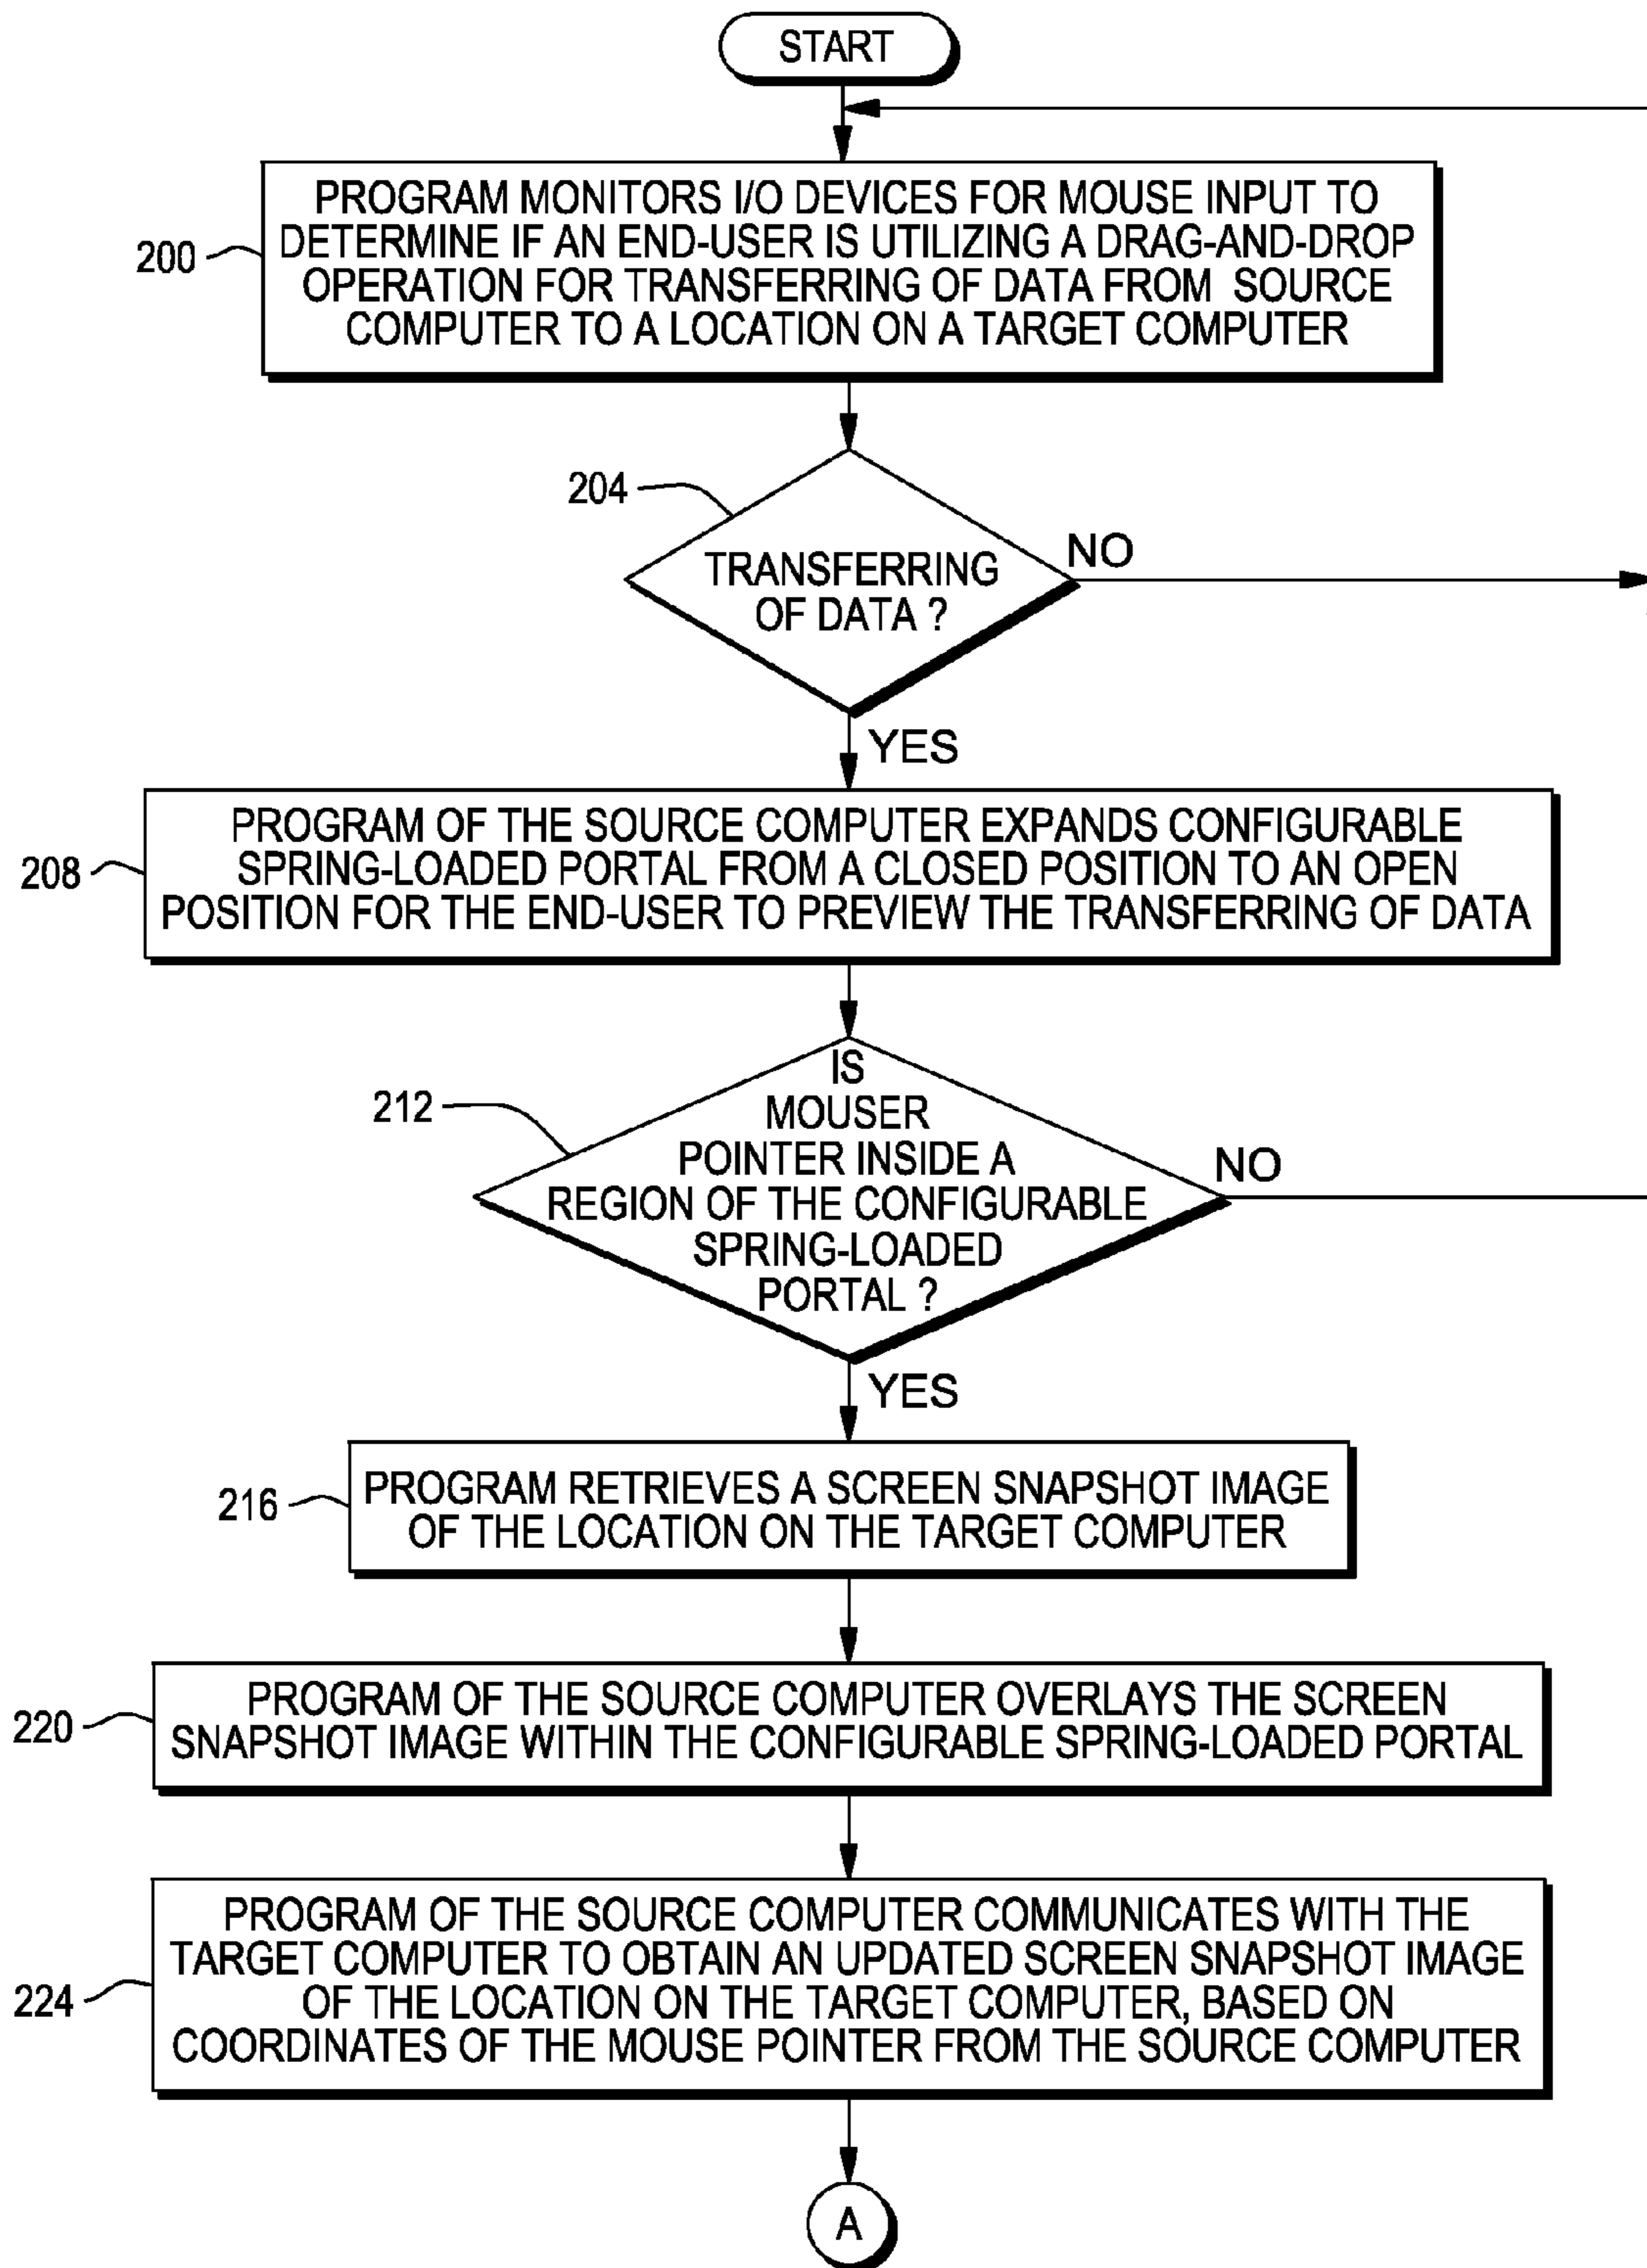 START
PROGRAM MONITORS I/O DEVICES FOR MOUSE INPUT TO
DETERMINE IF AN END-USER IS UTILIZING A DRAG-AND-DROP
OPERATION FOR TRANSFERRING OF DATA FROM SOURCE
COMPUTER TO A LOCATION ON A TARGET COMPUTER
200
204
TRANSFERRING
OF DATA ?
NO
YES
PROGRAM OF THE SOURCE COMPUTER EXPANDS CONFIGURABLE
SPRING-LOADED PORTAL FROM A CLOSED POSITION TO AN OPEN
POSITION FOR THE END-USER TO PREVIEW THE TRANSFERRING OF DATA
208
212
IS
MOUSER
POINTER INSIDE A
REGION OF THE CONFIGURABLE
SPRING-LOADED
PORTAL ?
NO
YES
PROGRAM RETRIEVES A SCREEN SNAPSHOT IMAGE
OF THE LOCATION ON THE TARGET COMPUTER
216
PROGRAM OF THE SOURCE COMPUTER OVERLAYS THE SCREEN
SNAPSHOT IMAGE WITHIN THE CONFIGURABLE SPRING-LOADED PORTAL
220
PROGRAM OF THE SOURCE COMPUTER COMMUNICATES WITH THE
TARGET COMPUTER TO OBTAIN AN UPDATED SCREEN SNAPSHOT IMAGE
OF THE LOCATION ON THE TARGET COMPUTER, BASED ON
COORDINATES OF THE MOUSE POINTER FROM THE SOURCE COMPUTER
224
A